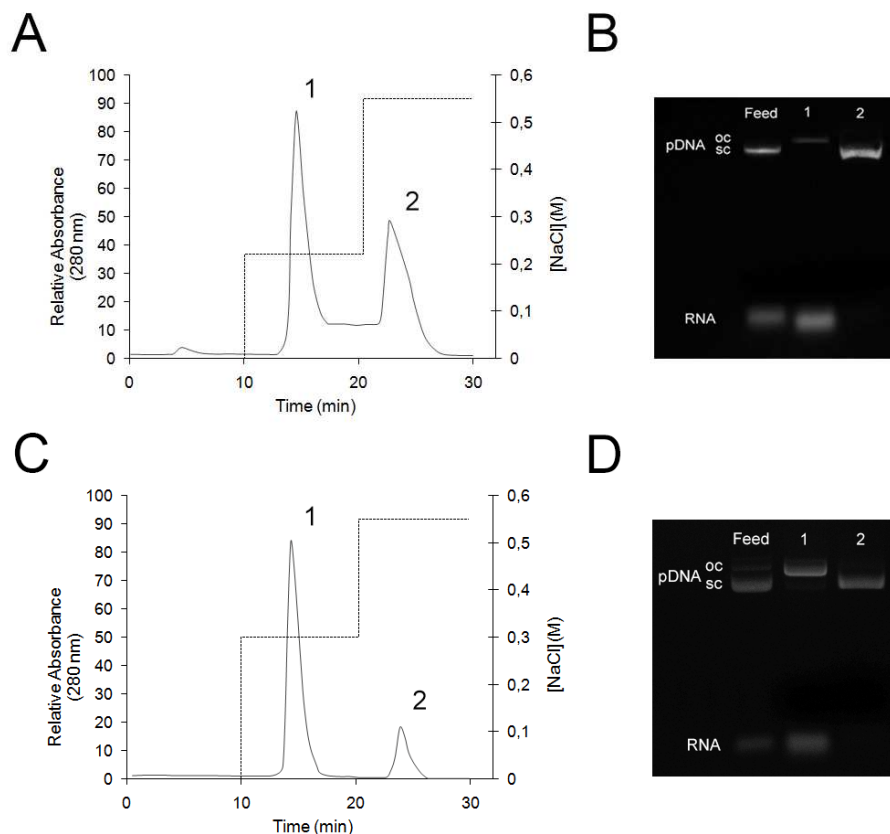 A
Relative Absorbance
(280 nm)
100
90
80
70
60
50
40
30
20
10
0
1
2
0,6
0,5
0,4
0,3
0,2
0,1
0
[NaCl](M)
0
10
20
30
Time (min)
B
Feed
1
2
pDNA
oc
sc
RNA
C
Relative Absorbance
(280 nm)
100
90
80
70
60
50
40
30
20
10
0
1
2
0,6
0,5
0,4
0,3
0,2
0,1
0
[NaCl](M)
0
10
20
30
Time (min)
D
Feed
1
2
pDNA
oc
sc
RNA